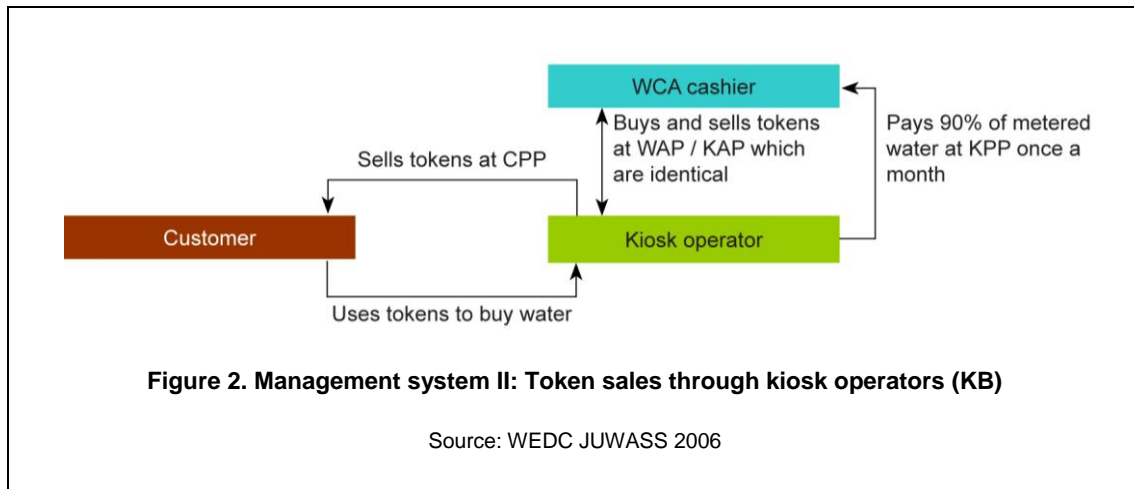 WCA cashier
Buys and sells tokens
at WAP / KAP which
are identical
Pays 90% of metered
water at KPP once a
month
Sells tokens at CPP
Customer
Kiosk operator
Uses tokens to buy water
Figure 2. Management system II: Token sales through kiosk operators (KB)
Source: WEDC JUWASS 2006